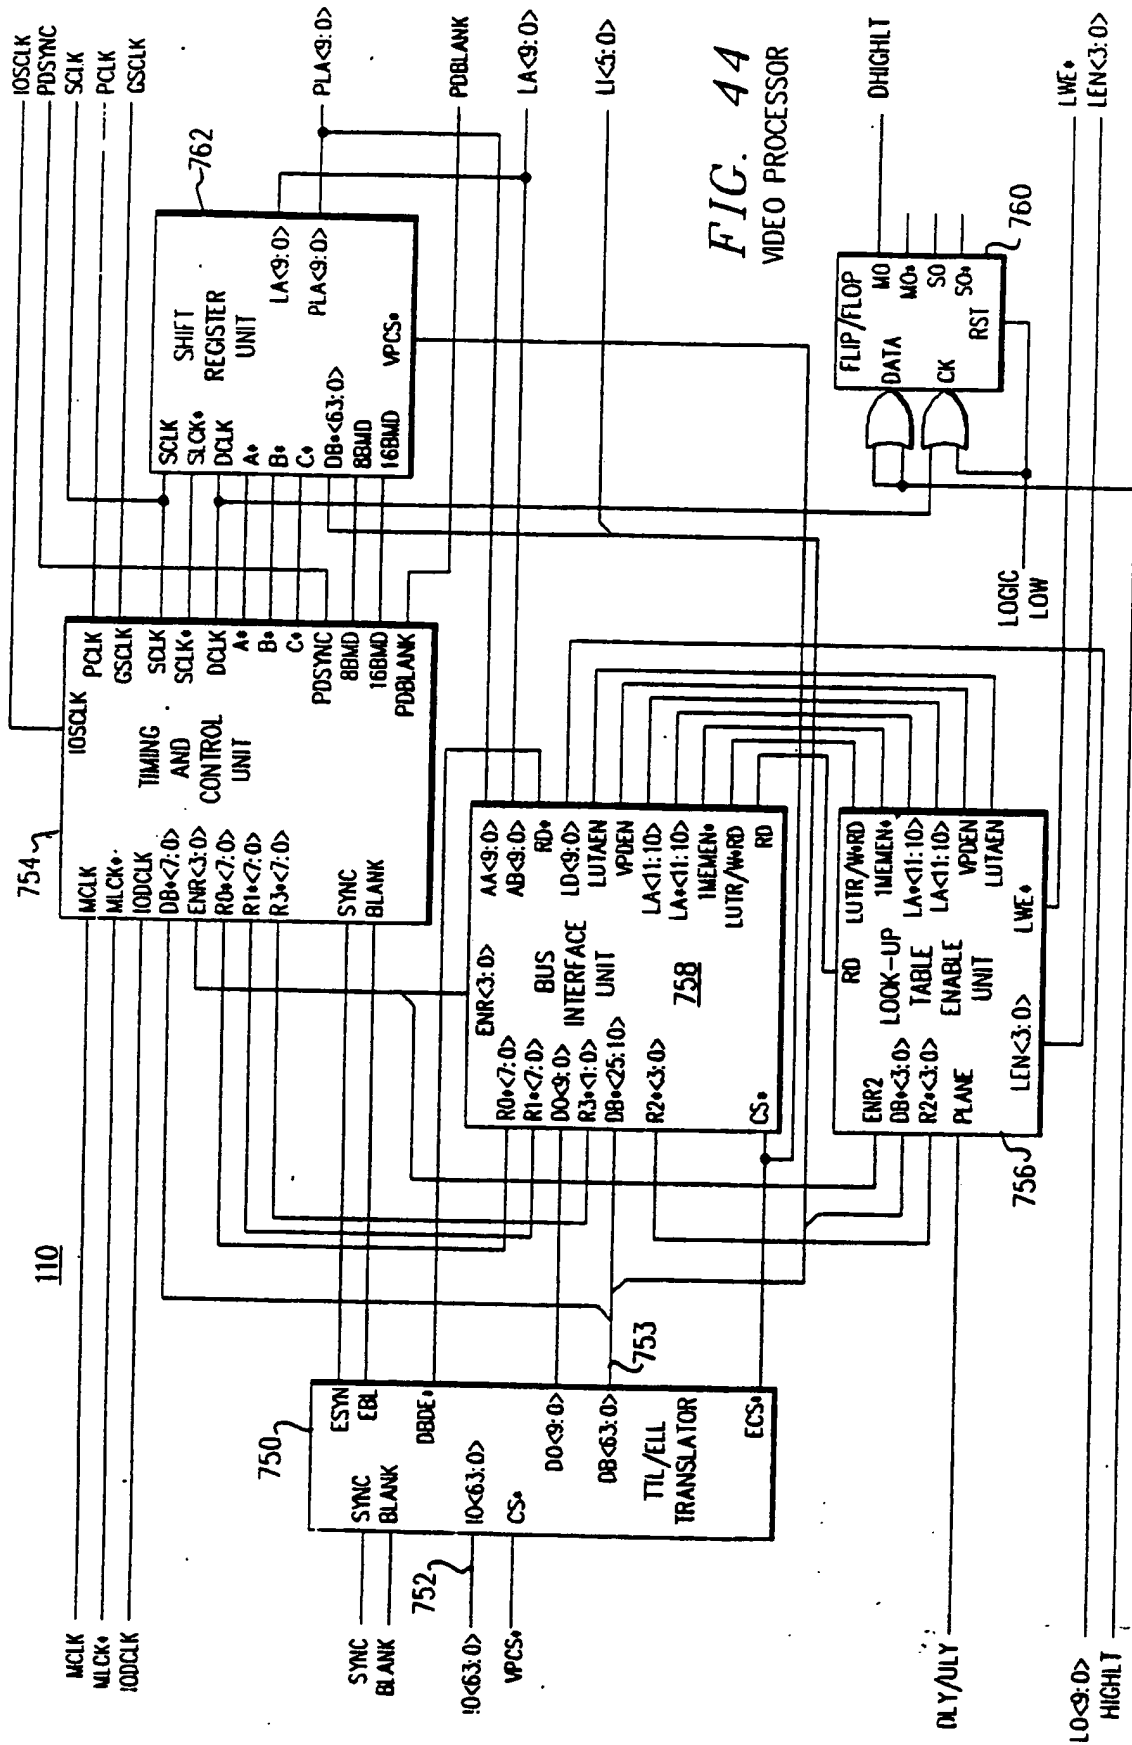 110
MCLK
MLCK*
IODCLK
SYNC
BLANK
IO<63:0>
752
VPCS*
DLY/ULY
LO<9:0>
HIGHLT
750
SYNC
BLANK
IO<63:0>
CS*
ESYN
EBL
DBDE*
DO<9:0>
DB<63:0>
TTL/ELL
TRANSLATOR
ECS*
753
754
MCLK
MLCK*
IODCLK
DB*<7:0>
ENR<3:0>
R0*<7:0>
R1*<7:0>
R3*<7:0>
SYNC
BLANK
TIMING
AND
CONTROL
UNIT
IOSCLK
PCLK
GSCLK
SCLK
SCLK*
DCLK
A*
B*
C*
PDSYNC
8BMD
16BMD
PDBLANK
ENR<3:0>
R0*<7:0>
R1*<7:0>
DO<9:0>
R3*<1:0>
DB*<25:10>
R2*<3:0>
CS*
BUS
INTERFACE
UNIT
758
AA<9:0>
AB<9:0>
RD*
LD<9:0>
LUTAEN
VPDEN
LA<11:10>
LA*<11:10>
1MEMEN*
LUTR/W*RD
RD
756
ENR2
DB*<3:0>
R2*<3:0>
PLANE
LEN<3:0>
RD
LOOK-UP
TABLE
ENABLE
UNIT
LWE*
LUTR/W*RD
1MEMEN*
LA*<11:10>
LA<11:10>
VPDEN
LUTAEN
762
SCLK
SLCK*
DCLK
A*
B*
C*
DB*<63:0>
8BMD
16BMD
SHIFT
REGISTER
UNIT
LA<9:0>
PLA<9:0>
VPCS*
FLIP/FLOP
DATA
CK
MO
MO*
SO
SO*
RST
760
LOGIC
LOW
IOSCLK
PDSYNC
SCLK
PCLK
GSCLK
PLA<9:0>
PDBLANK
LA<9:0>
LI<5:0>
DHIGHLT
LWE*
LEN<3:0>
FIG. 44
VIDEO PROCESSOR